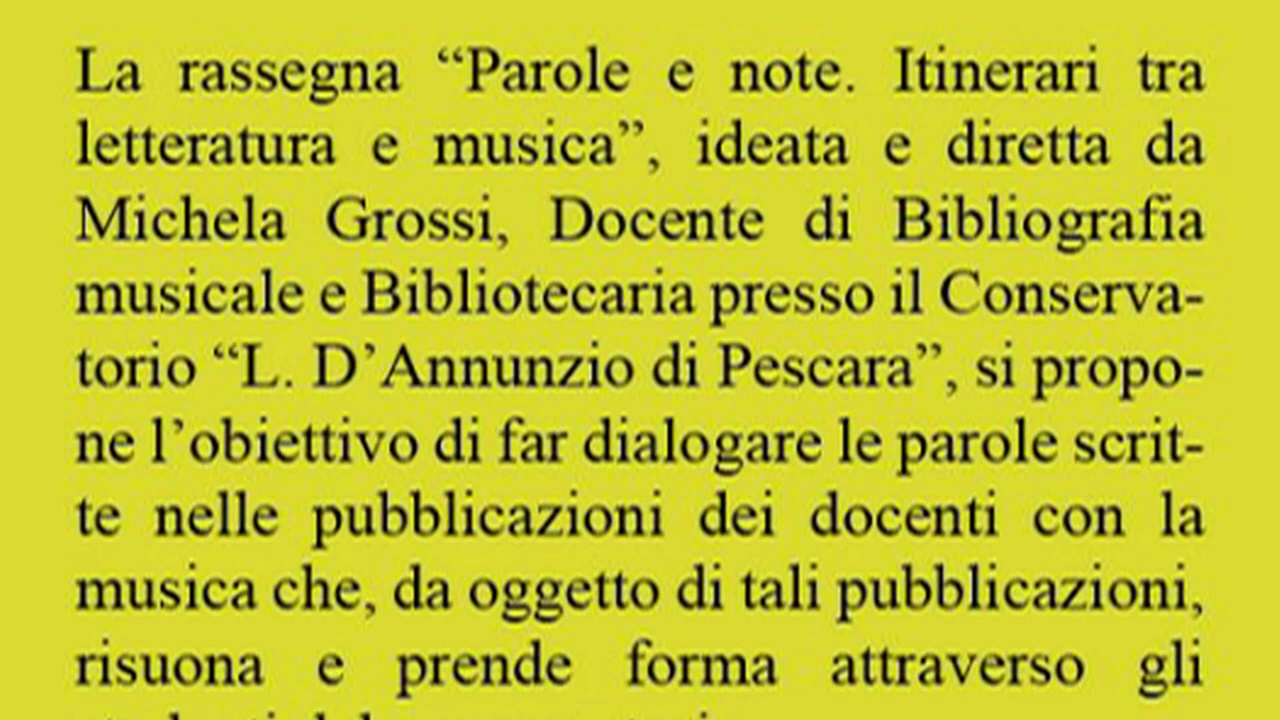 La rassegna “Parole e note. Itinerari tra
letteratura e musica”, ideata e diretta da
Michela Grossi, Docente di Bibliografia
musicale e Bibliotecaria presso il Conserva-
torio “L. D’Annunzio di Pescara”, si propo-
ne l’obiettivo di far dialogare le parole scrit-
te nelle pubblicazioni dei docenti con la
musica che, da oggetto di tali pubblicazioni,
risuona e prende forma attraverso gli